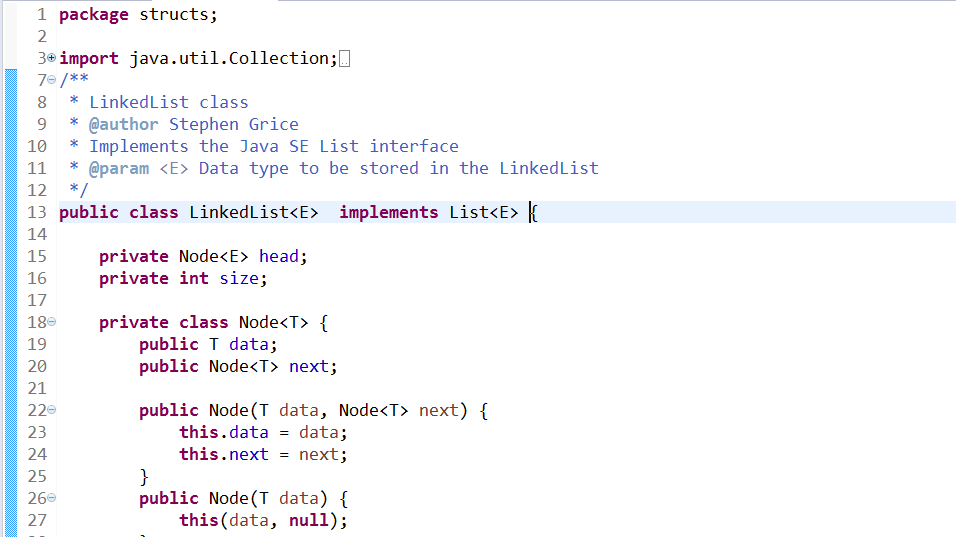 1 package structs;
2
3 import java.util.Collection;
7 /**
8  * LinkedList class
9  * @author Stephen Grice
10  * Implements the Java SE List interface
11  * @param <E> Data type to be stored in the LinkedList
12  */
13 public class LinkedList<E>  implements List<E> {
14
15     private Node<E> head;
16     private int size;
17
18     private class Node<T> {
19         public T data;
20         public Node<T> next;
21
22         public Node(T data, Node<T> next) {
23             this.data = data;
24             this.next = next;
25         }
26         public Node(T data) {
27             this(data, null);